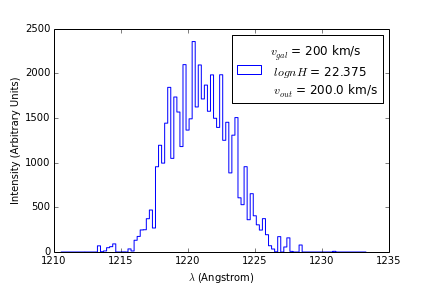 2500
2000
1500
1000
500
0
Intensity (Arbitrary Units)
v_gal = 200 km/s
lognH = 22.375
v_out = 200.0 km/s
1210 1215 1220 1225 1230 1235
λ (Angstrom)